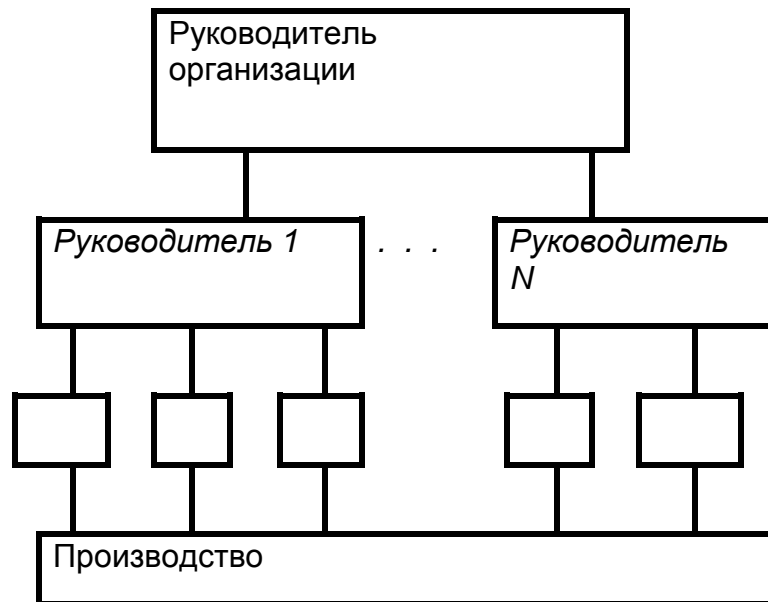 Руководитель
организации
Руководитель 1
. . .
Руководитель
N
Производство